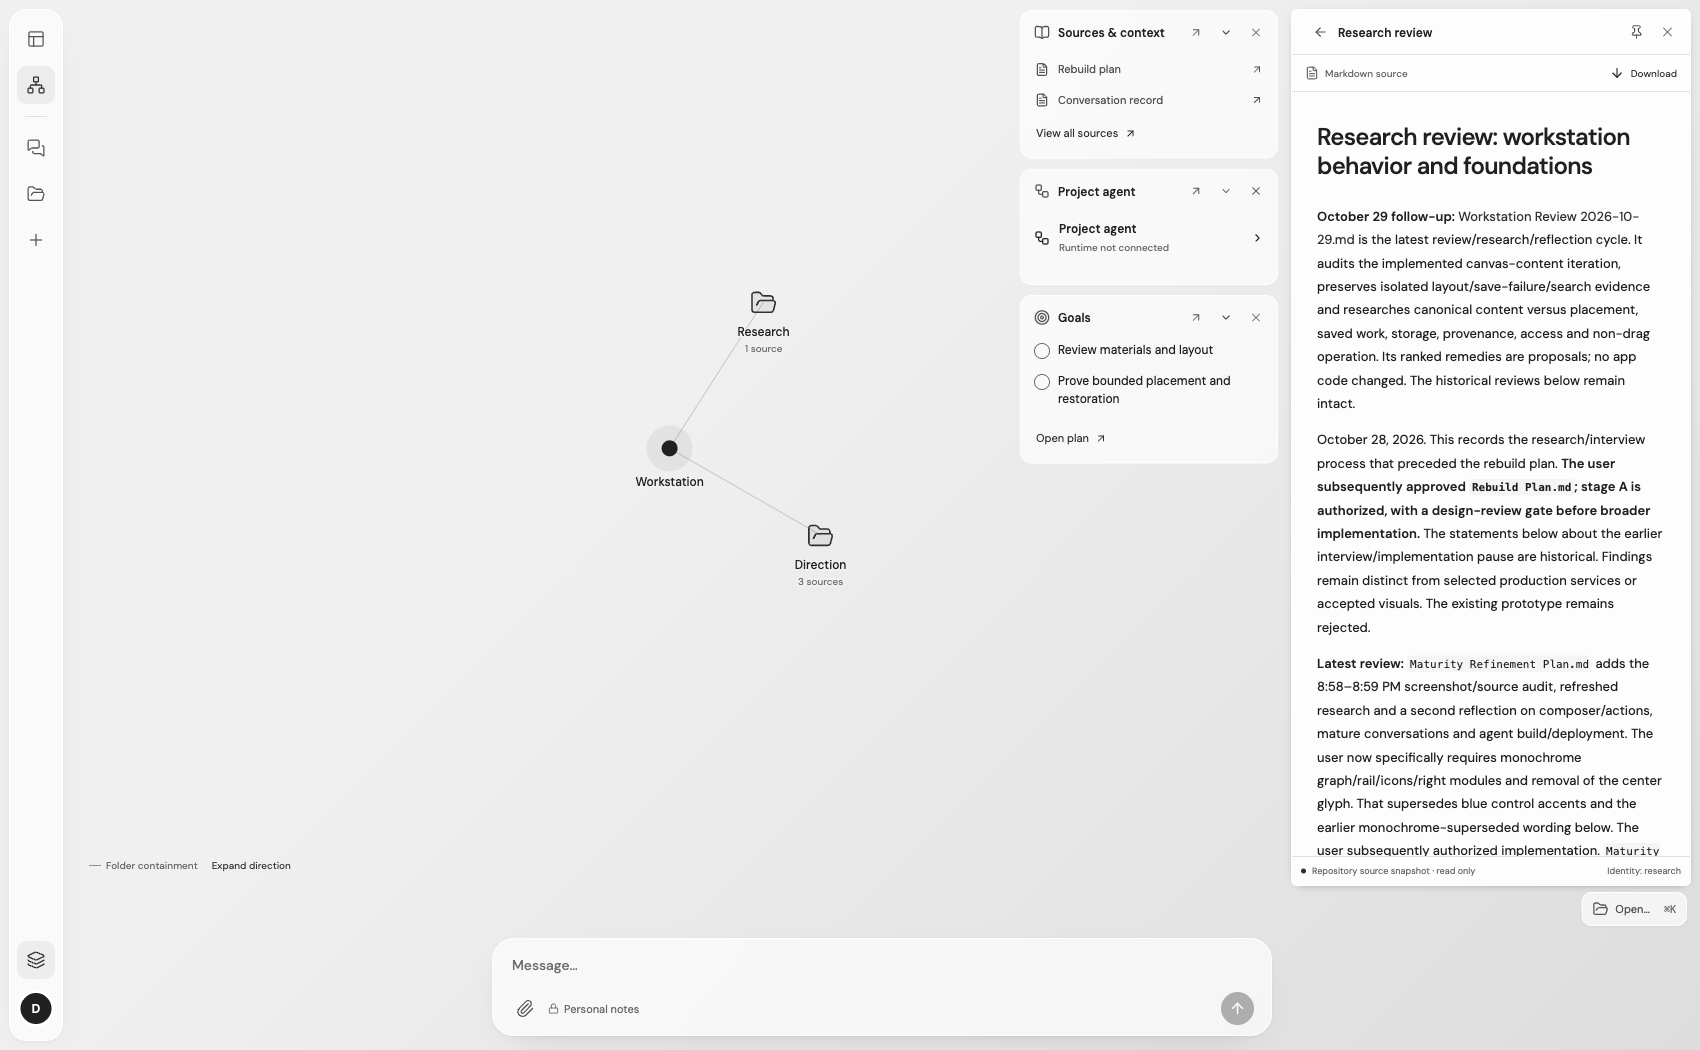 Research
1 source
Workstation
Direction
3 sources
Folder containment
Expand direction
D
Message...
Personal notes
Sources & context
Rebuild plan
Conversation record
View all sources
Project agent
Project agent
Runtime not connected
Goals
Review materials and layout
Prove bounded placement and
restoration
Open plan
Research review
Markdown source
Download
Research review: workstation
behavior and foundations
October 29 follow-up: Workstation Review 2026-10-
29.md is the latest review/research/reflection cycle. It
audits the implemented canvas-content iteration,
preserves isolated layout/save-failure/search evidence
and researches canonical content versus placement,
saved work, storage, provenance, access and non-drag
operation. Its ranked remedies are proposals; no app
code changed. The historical reviews below remain
intact.
October 28, 2026. This records the research/interview
process that preceded the rebuild plan. The user
subsequently approved Rebuild Plan.md; stage A is
authorized, with a design-review gate before broader
implementation. The statements below about the earlier
interview/implementation pause are historical. Findings
remain distinct from selected production services or
accepted visuals. The existing prototype remains
rejected.
Latest review: Maturity Refinement Plan.md adds the
8:58–8:59 PM screenshot/source audit, refreshed
research and a second reflection on composer/actions,
mature conversations and agent build/deployment. The
user now specifically requires monochrome
graph/rail/icons/right modules and removal of the center
glyph. That supersedes blue control accents and the
earlier monochrome-superseded wording below. The
user subsequently authorized implementation. Maturity
Repository source snapshot · read only
Identity: research
Open... ⌘K